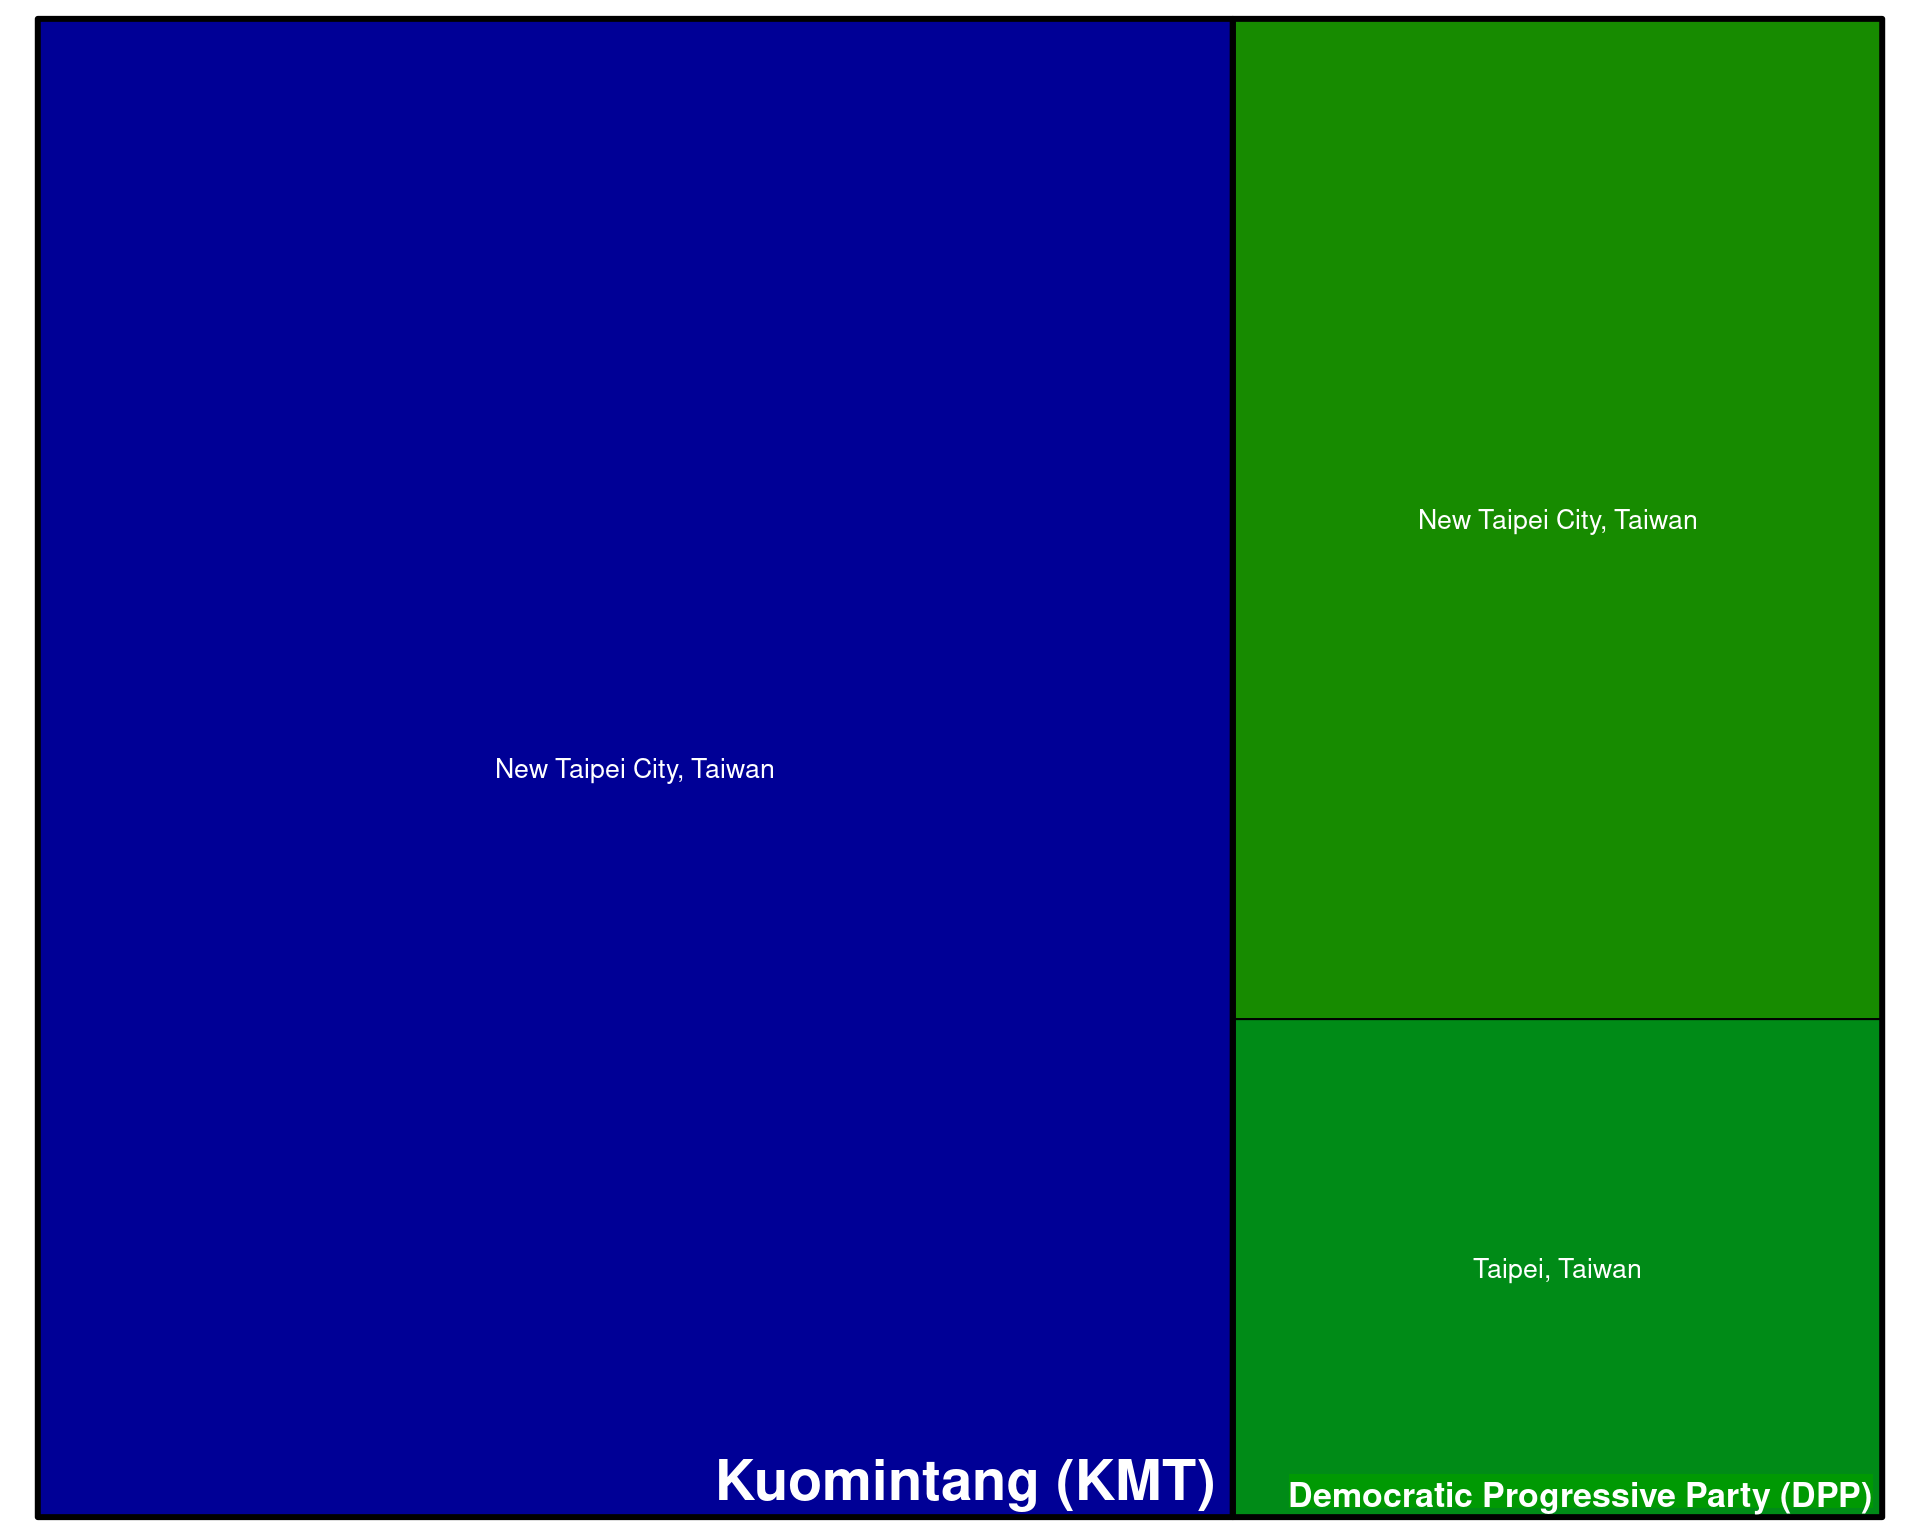 New Taipei City, Taiwan
Kuomintang (KMT)
New Taipei City, Taiwan
Taipei, Taiwan
Democratic Progressive Party (DPP)